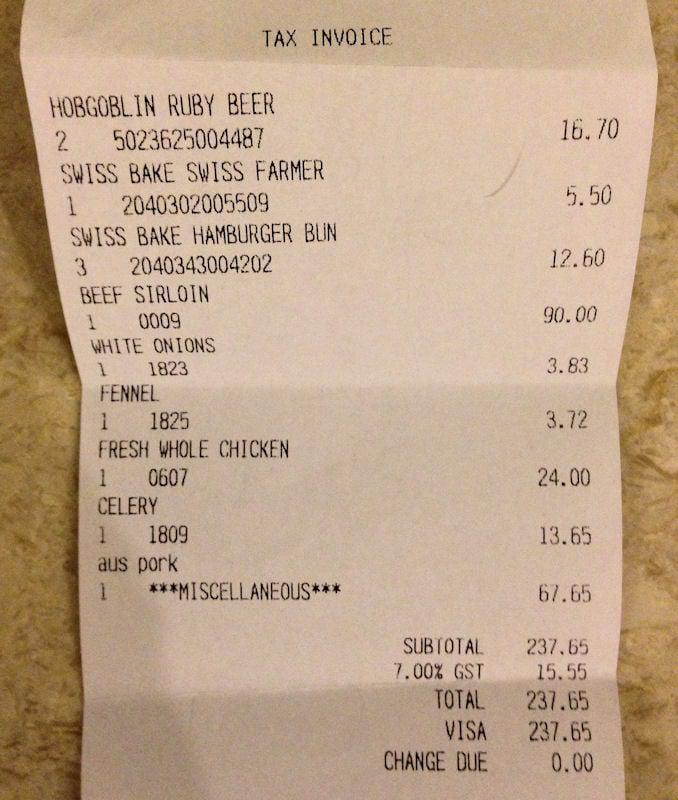 TAX INVOICE
HOBGOBLIN RUBY BEER
2 5023625004487 16.70
SWISS BAKE SWISS FARMER
1 2040302005509 5.50
SWISS BAKE HAMBURGER BUN
3 2040343004202 12.60
BEEF SIRLOIN
1 0009 90.00
WHITE ONIONS
1 1823 3.83
FENNEL
1 1825 3.72
FRESH WHOLE CHICKEN
1 0607 24.00
CELERY
1 1809 13.65
aus pork
1 ***MISCELLANEOUS*** 67.65
SUBTOTAL 237.65
7.00% GST 15.55
TOTAL 237.65
VISA 237.65
CHANGE DUE 0.00